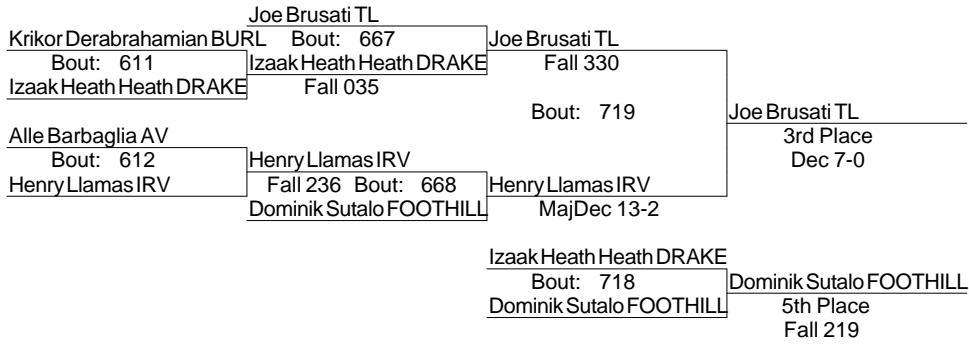 Joe Brusati TL
Krikor Derabrahamian BURL Bout: 667 Joe Brusati TL
Bout: 611 Izaak Heath Heath DRAKE Fall 330
Izaak Heath Heath DRAKE Fall 035
Bout: 719 Joe Brusati TL
Alle Barbaglia AV 3rd Place
Bout: 612 Henry Llamas IRV Dec 7-0
Henry Llamas IRV Fall 236 Bout: 668 Henry Llamas IRV
Dominik Sutalo FOOTHILL MajDec 13-2
Izaak Heath Heath DRAKE
Bout: 718 Dominik Sutalo FOOTHILL
Dominik Sutalo FOOTHILL 5th Place
Fall 219